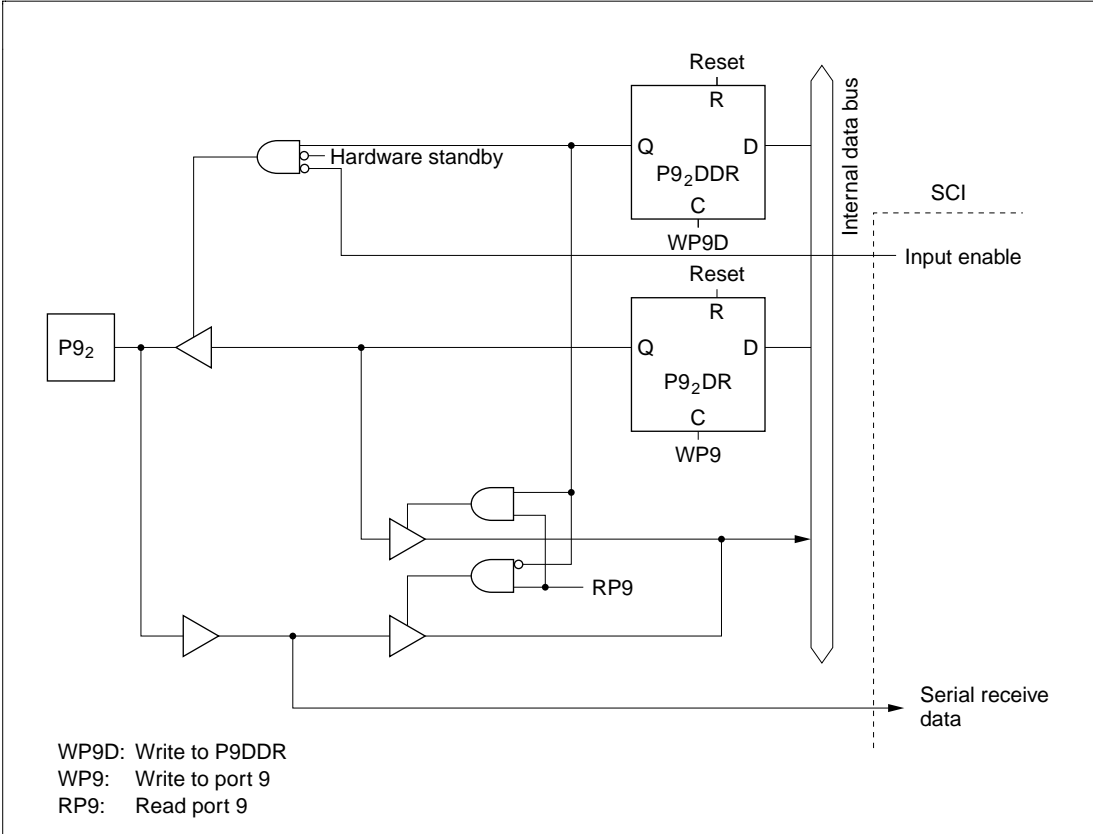 Reset
R
Hardware standby
Q
D
P9₂DDR
C
WP9D
Internal data bus
SCI
Input enable
Reset
R
P9₂
Q
D
P9₂DR
C
WP9
RP9
Serial receive
data
WP9D: Write to P9DDR
WP9: Write to port 9
RP9: Read port 9